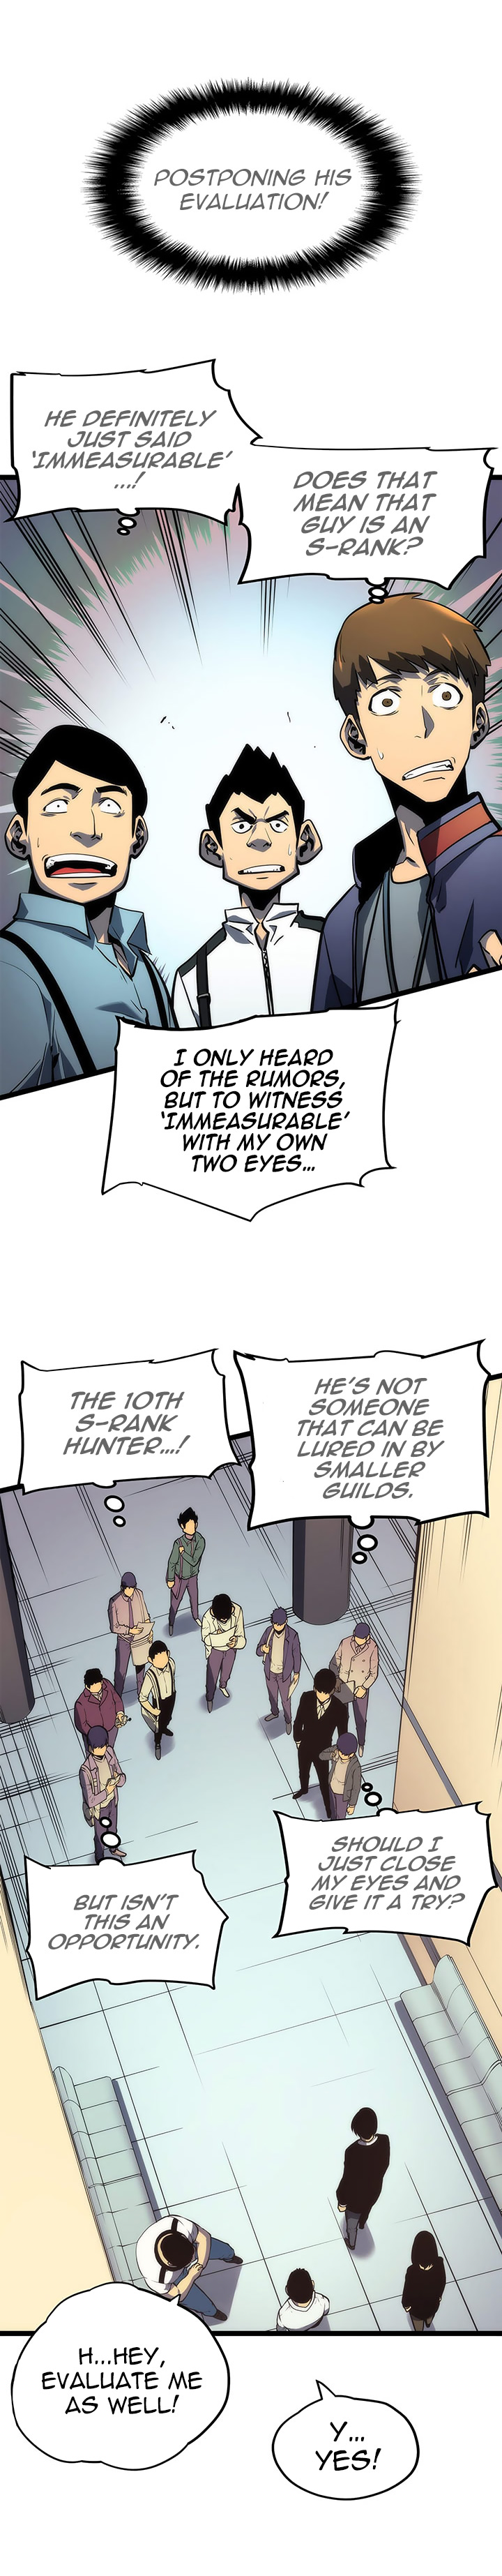 POSTPONING HIS
EVALUATION!
HE DEFINITELY
JUST SAID
'IMMEASURABLE'
....!
DOES THAT
MEAN THAT
GUY IS AN
S-RANK?
I ONLY HEARD
OF THE RUMORS,
BUT TO WITNESS
'IMMEASURABLE'
WITH MY OWN
TWO EYES...
THE 10TH
S-RANK
HUNTER...!
HE'S NOT
SOMEONE
THAT CAN BE
LURED IN BY
SMALLER
GUILDS.
BUT ISN'T
THIS AN
OPPORTUNITY.
SHOULD I
JUST CLOSE
MY EYES AND
GIVE IT A TRY?
H...HEY,
EVALUATE ME
AS WELL!
Y...
YES!